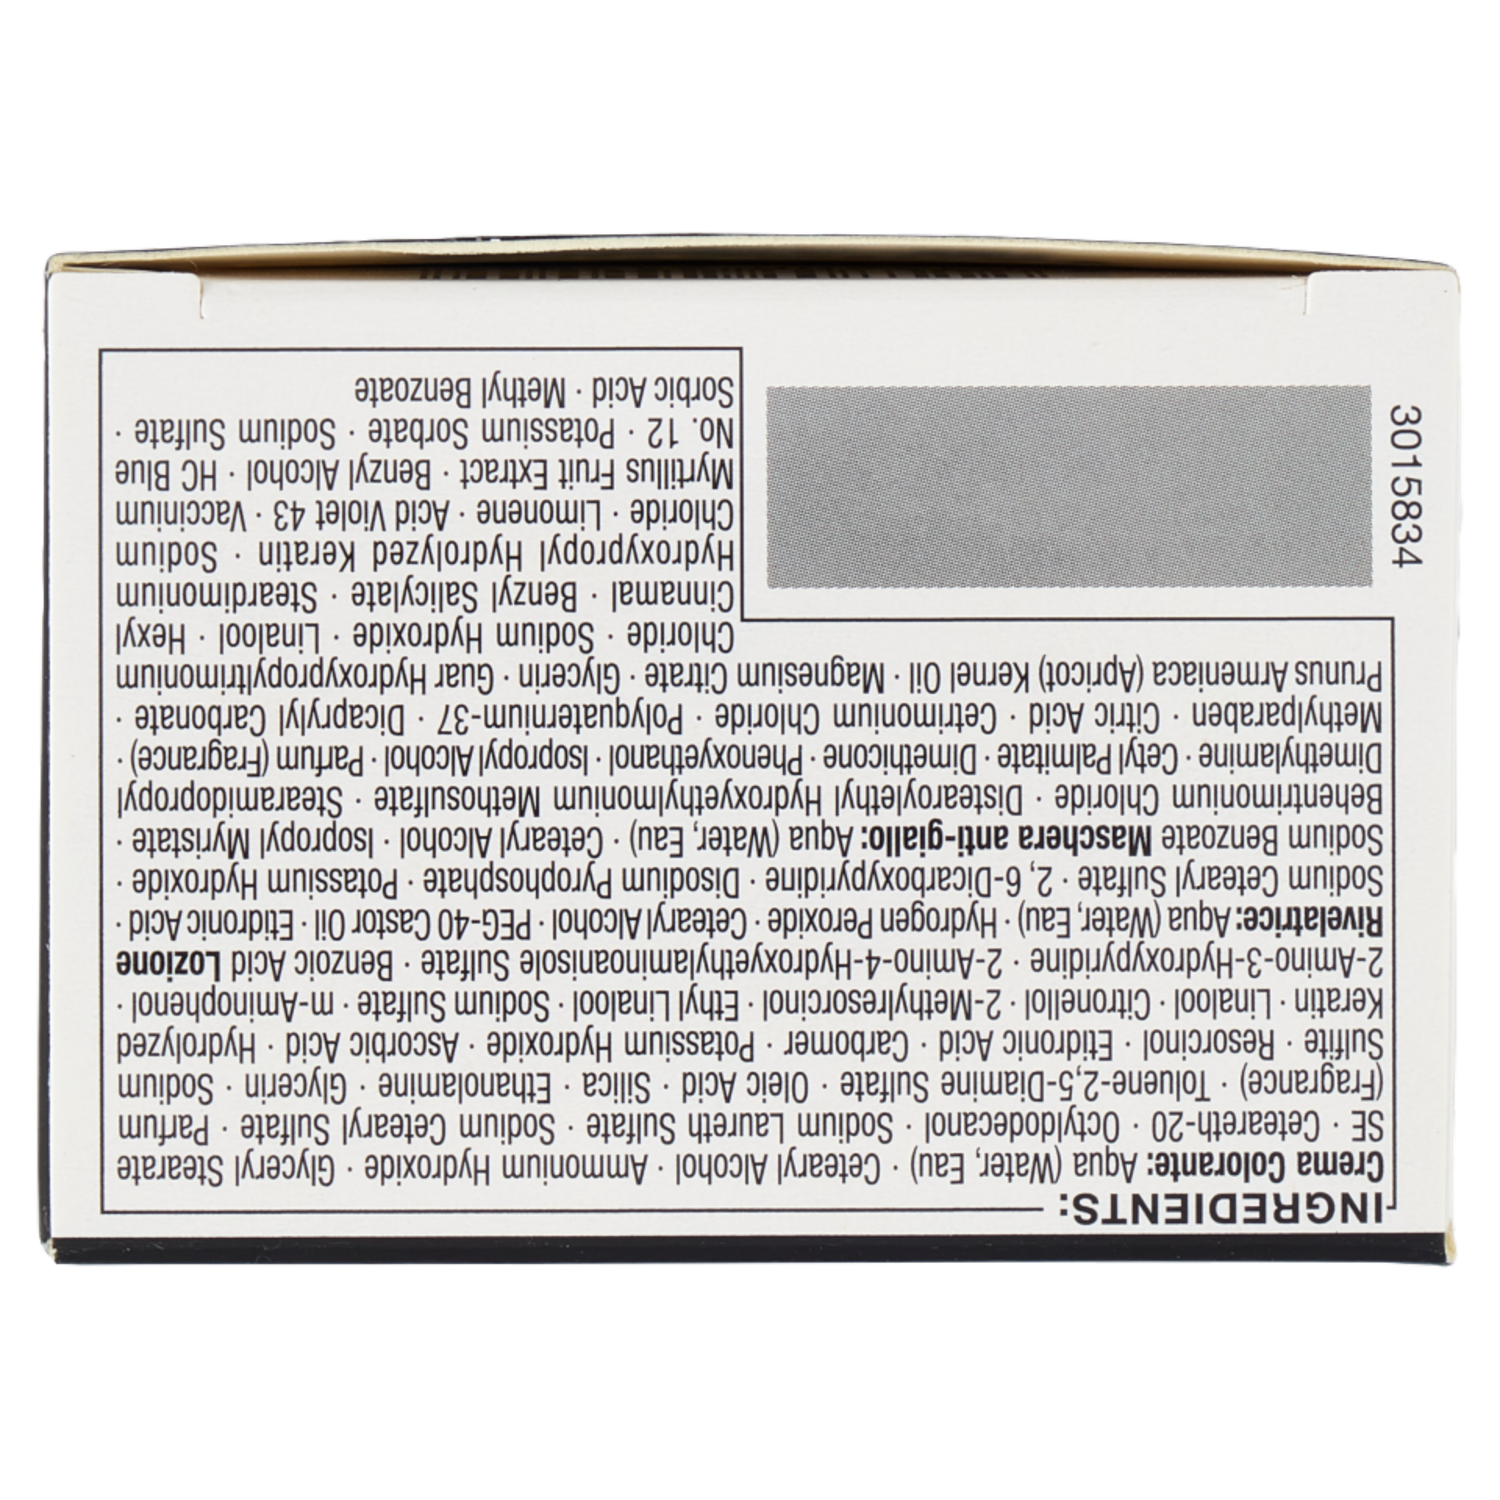 INGREDIENTS:
Crema Colorante: Aqua (Water, Eau) · Cetearyl Alcohol · Ammonium Hydroxide · Glyceryl Stearate
SE · Ceteareth-20 · Octyldodecanol · Sodium Laureth Sulfate · Sodium Cetearyl Sulfate · Parfum
(Fragrance) · Toluene-2,5-Diamine Sulfate · Oleic Acid · Silica · Ethanolamine · Glycerin · Sodium
Sulfite · Resorcinol · Etidronic Acid · Carbomer · Potassium Hydroxide · Ascorbic Acid · Hydrolyzed
Keratin · Linalool · Citronellol · 2-Methylresorcinol · Ethyl Linalool · Sodium Sulfate · m-Aminophenol ·
2-Amino-3-Hydroxypyridine · 2-Amino-4-Hydroxyethylaminoanisole Sulfate · Benzoic Acid Lozione
Rivelatrice: Aqua (Water, Eau) · Hydrogen Peroxide · Cetearyl Alcohol · PEG-40 Castor Oil · Etidronic Acid ·
Sodium Cetearyl Sulfate · 2, 6-Dicarboxypyridine · Disodium Pyrophosphate · Potassium Hydroxide ·
Sodium Benzoate Maschera anti-giallo: Aqua (Water, Eau) · Cetearyl Alcohol · Isopropyl Myristate ·
Behentrimonium Chloride · Distearoylethyl Hydroxyethylmonium Methosulfate · Stearamidopropyl
Dimethylamine · Cetyl Palmitate · Dimethicone · Phenoxyethanol · Isopropyl Alcohol · Parfum (Fragrance) ·
Methylparaben · Citric Acid · Cetrimonium Chloride · Polyquaternium-37 · Dicaprylyl Carbonate ·
Prunus Armeniaca (Apricot) Kernel Oil · Magnesium Citrate · Glycerin · Guar Hydroxypropyltrimonium
Chloride · Sodium Hydroxide · Linalool · Hexyl
Cinnamal · Benzyl Salicylate · Steardimonium
Hydroxypropyl Hydrolyzed Keratin · Sodium
Chloride · Limonene · Acid Violet 43 · Vaccinium
Myrtillus Fruit Extract · Benzyl Alcohol · HC Blue
No. 12 · Potassium Sorbate · Sodium Sulfate ·
Sorbic Acid · Methyl Benzoate
3015834